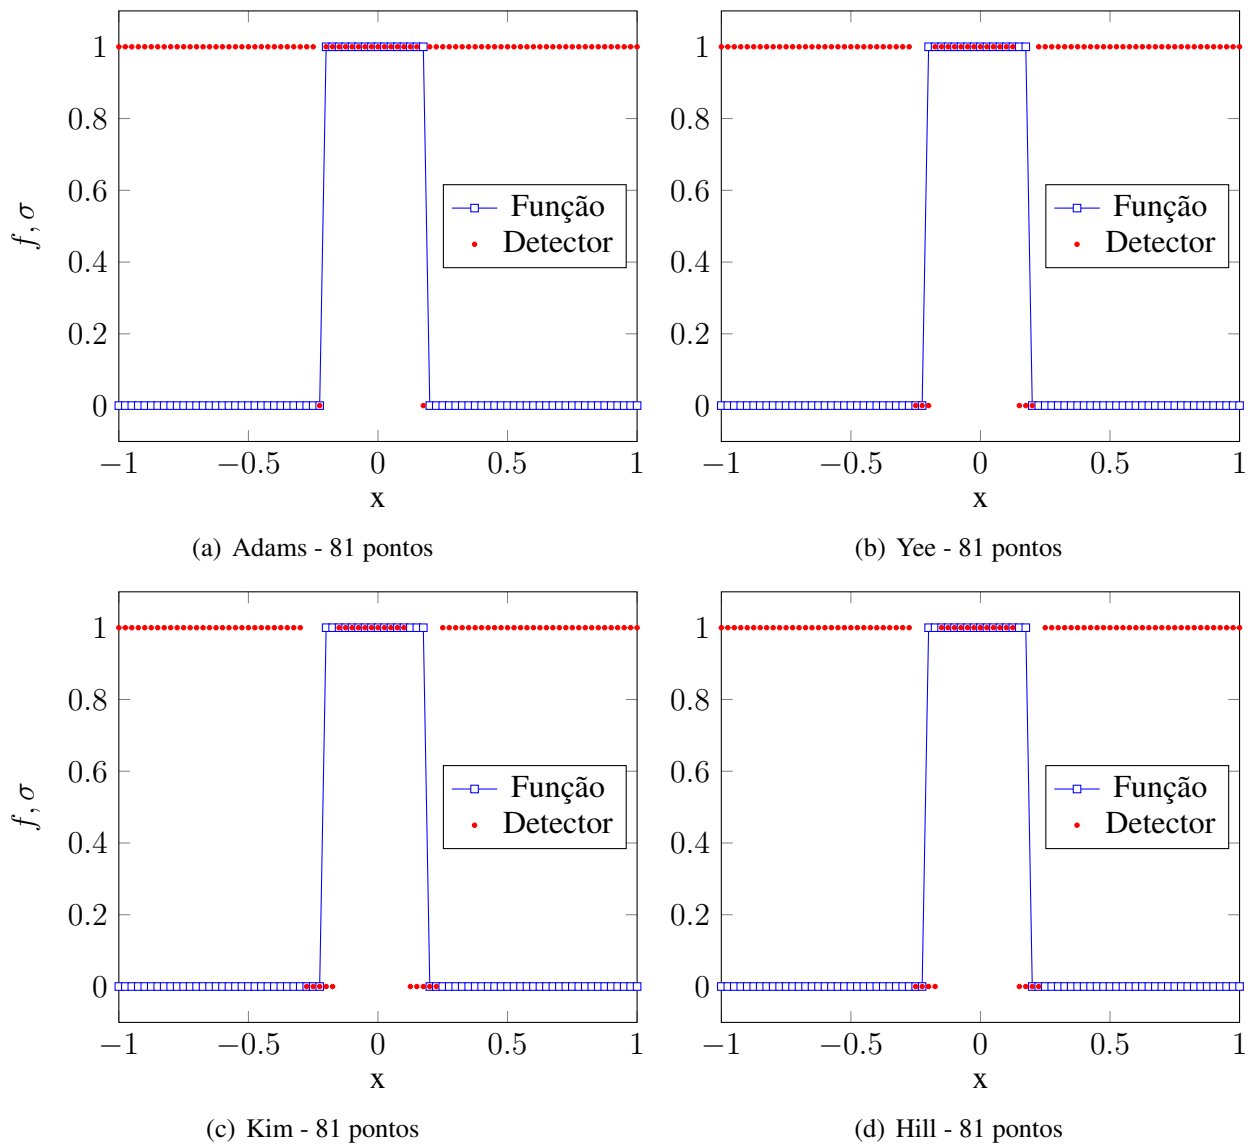 1
0.8
0.6
0.4
0.2
0
f, σ
−1
−0.5
0
0.5
1
x
Função
Detector
(a) Adams - 81 pontos
1
0.8
0.6
0.4
0.2
0
−1
−0.5
0
0.5
1
x
Função
Detector
(b) Yee - 81 pontos
1
0.8
0.6
0.4
0.2
0
f, σ
−1
−0.5
0
0.5
1
x
Função
Detector
(c) Kim - 81 pontos
1
0.8
0.6
0.4
0.2
0
−1
−0.5
0
0.5
1
x
Função
Detector
(d) Hill - 81 pontos